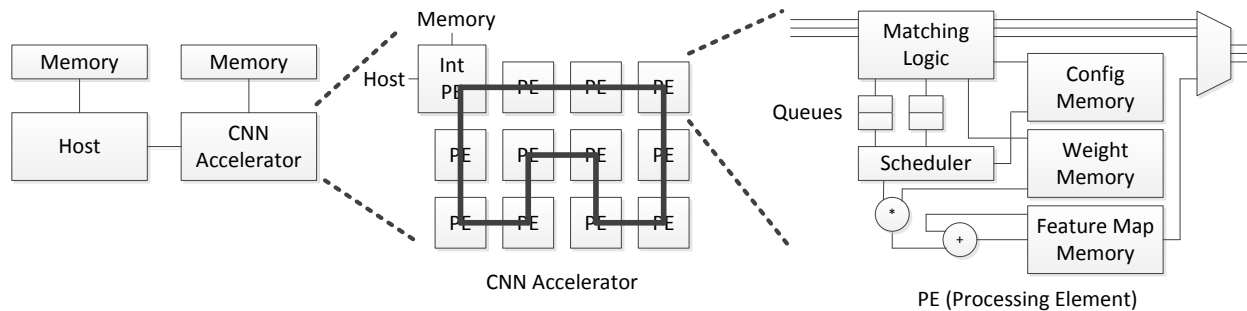 Memory
Memory
Host
CNN
Accelerator
Memory
Host
Int
PE
PE
PE
PE
PE
PE
PE
PE
PE
PE
PE
PE
CNN Accelerator
Matching
Logic
Queues
Config
Memory
Scheduler
Weight
Memory
*
+
Feature Map
Memory
PE (Processing Element)